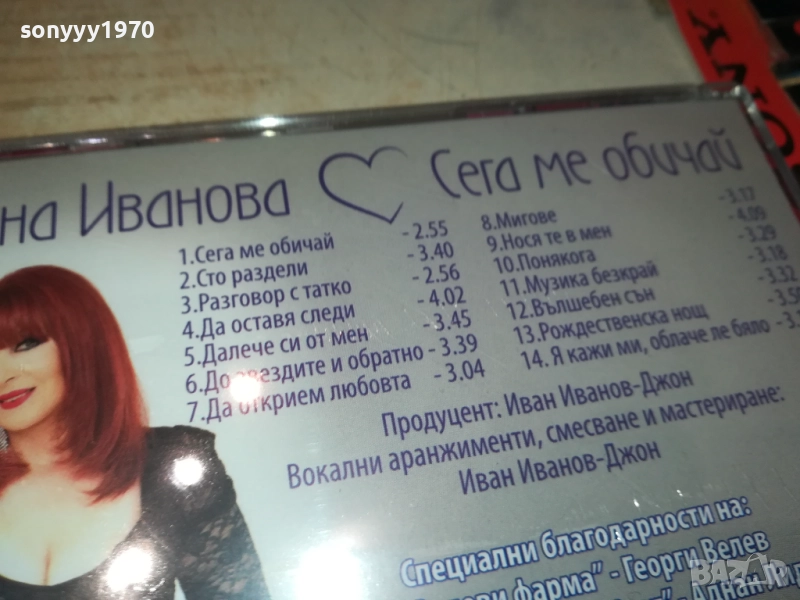 sonyyy1970
на Иванова Сега ме обичай
1.Сега ме обичай - 2.55
2.Сто раздели - 3.40
3.Разговор с татко - 2.56
4.Да оставя следи - 4.02
5.Далече си от мен - 3.45
6.До звездите и обратно - 3.39
7.Да открием любовта - 3.04
8.Мигове - 3.17
9.Нося те в мен - 4.09
10.Понякога - 3.29
11.Музика безкрай - 3.18
12.Вълшебен сън - 3.32
13.Рождественска нощ
14. Я кажи ми, облаче ле бяло
Продуцент: Иван Иванов-Джон
Вокални аранжименти, смесване и мастериране:
Иван Иванов-Джон
Специални благодарности на:
фарма" - Георги Велев
BAZAR